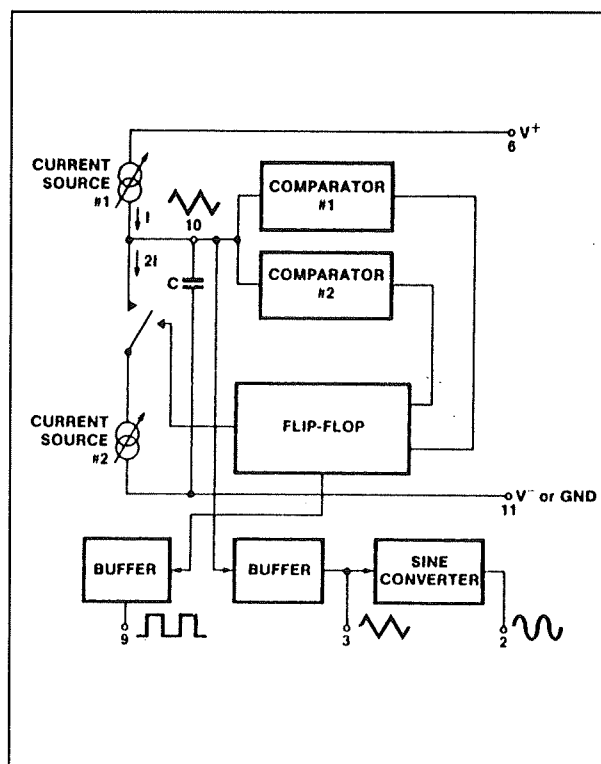 V+
6
CURRENT
SOURCE
#1
I
10
COMPARATOR
#1
2I
C
COMPARATOR
#2
CURRENT
SOURCE
#2
FLIP-FLOP
V- or GND
11
BUFFER
BUFFER
SINE
CONVERTER
9
3
2